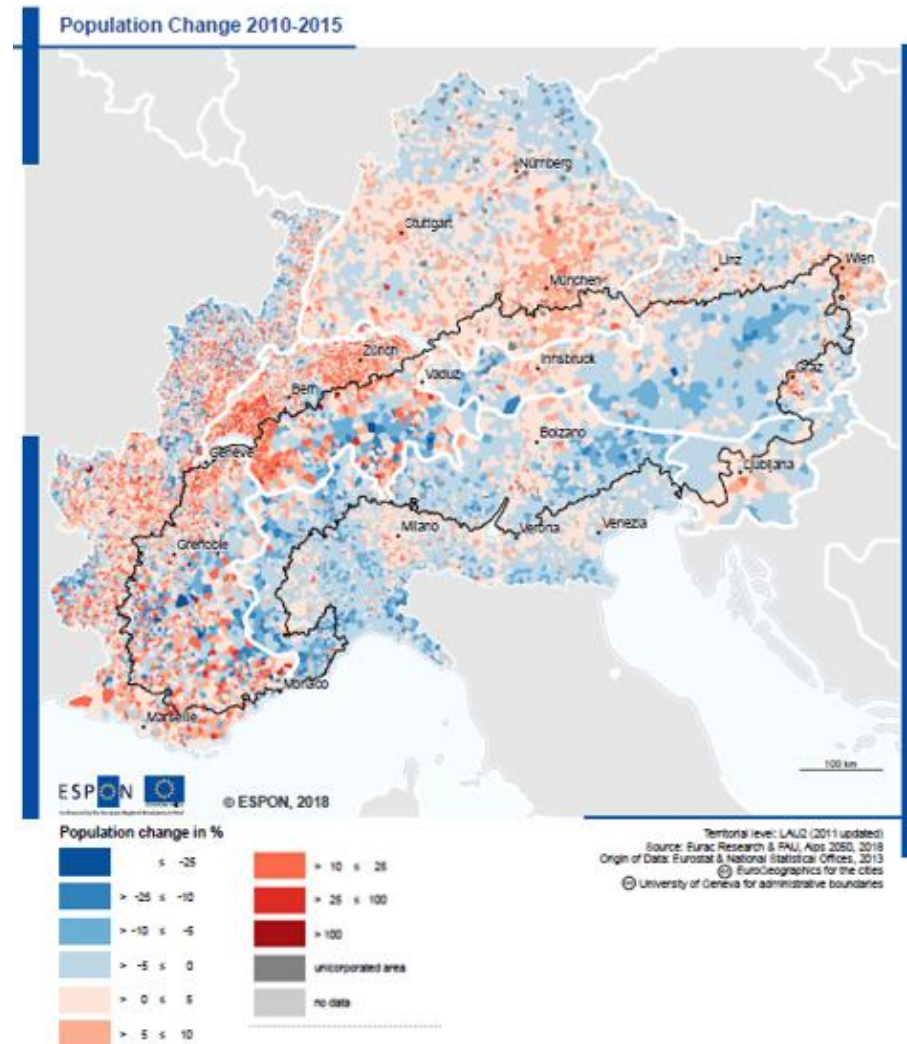 Population Change 2010-2015
Nürnberg
Stuttgart
Linz
Wien
München
Zürich
Innsbruck
Vaduz
Bern
Graz
Bolzano
Genève
Ljubljana
Milano
Verona
Venezia
Grenoble
Monaco
Marseille
100 km
ESPON
© ESPON, 2018
Population change in %
≤ -25
> -25 ≤ -10
> -10 ≤ -5
> -5 ≤ 0
> 0 ≤ 5
> 5 ≤ 10
> 10 ≤ 25
> 25 ≤ 100
> 100
unicorporated area
no data
Territorial level: LAU2 (2011 updated)
Source: Eurac Research & FAU, Alps 2050, 2018
Origin of Data: Eurostat & National Statistical Offices, 2013
EuroGeographics for the cities
University of Geneva for administrative boundaries